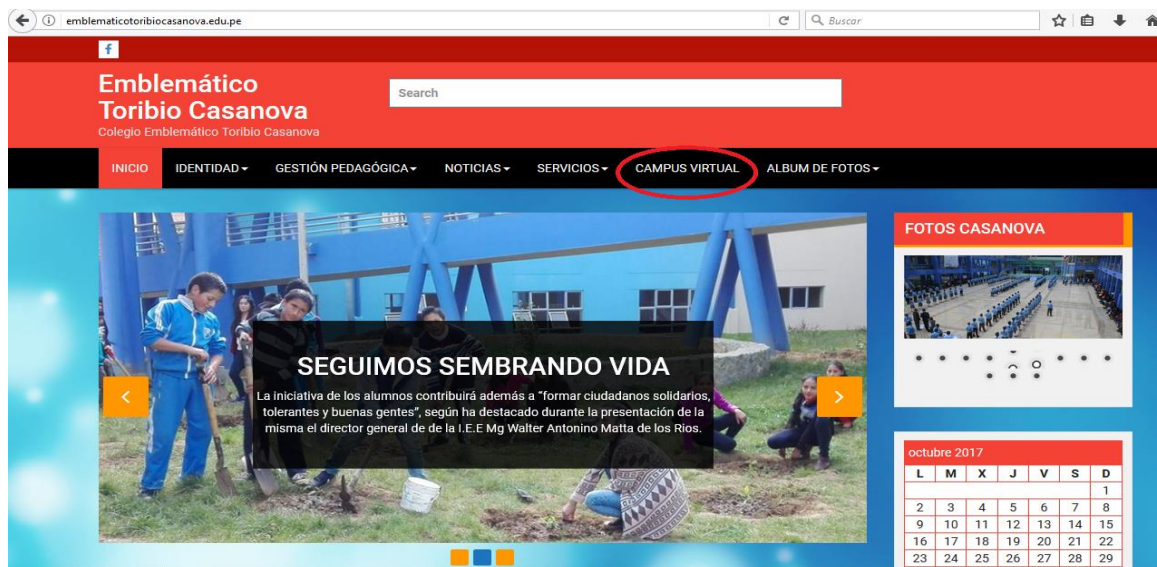 emblematicotoribiocasanova.edu.pe
Buscar
f
Emblemático
Toribio Casanova
Colegio Emblemático Toribio Casanova
Search
INICIO IDENTIDAD GESTIÓN PEDAGÓGICA NOTICIAS SERVICIOS CAMPUS VIRTUAL ALBUM DE FOTOS
SEGUIMOS SEMBRANDO VIDA
La iniciativa de los alumnos contribuirá además a “formar ciudadanos solidarios,
tolerantes y buenas gentes”, según ha destacado durante la presentación de la
misma el director general de de la I.E.E Mg Walter Antonino Matta de los Rios.
FOTOS CASANOVA
octubre 2017
L M X J V S D
1
2 3 4 5 6 7 8
9 10 11 12 13 14 15
16 17 18 19 20 21 22
23 24 25 26 27 28 29